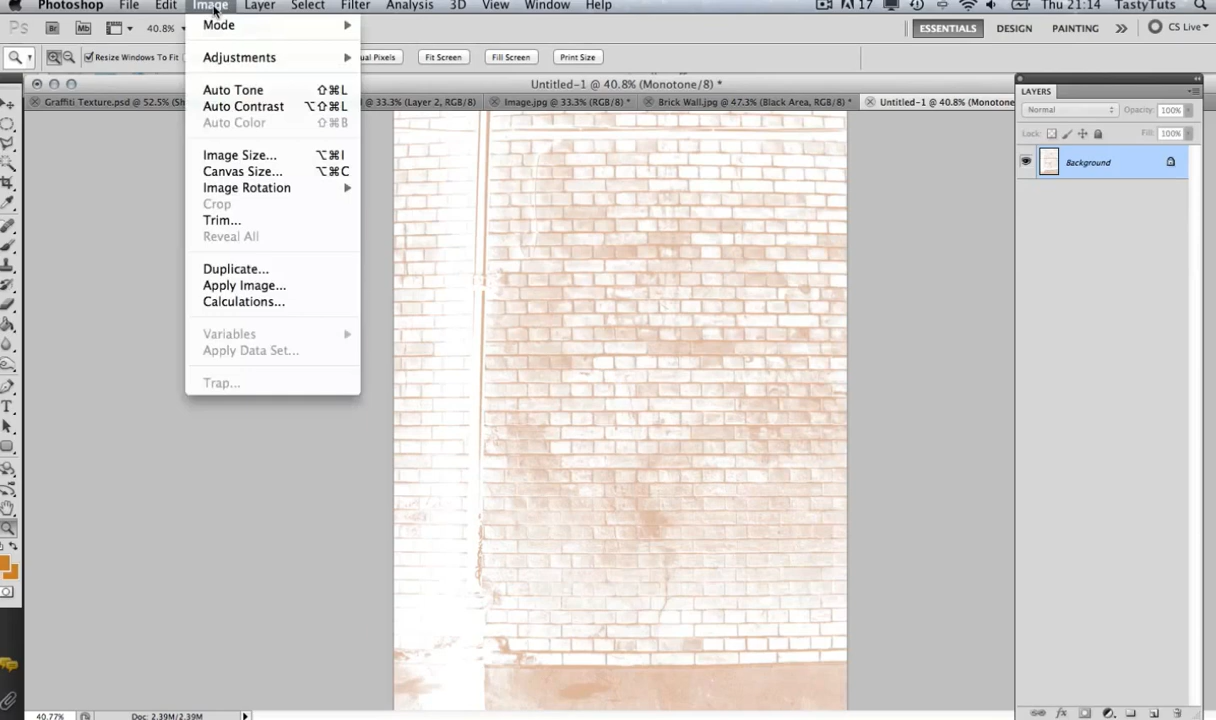 Photoshop File Edit Image Layer Select Filter Analysis 3D View Window Help 17 Thu 21:14 TastyTuts
Ps Br Mb 40.8% ESSENTIALS DESIGN PAINTING >> CS Live
Resize Windows To Fit ual Pixels Fit Screen Fill Screen Print Size
Mode
Adjustments
Auto Tone ⇧⌘L
Auto Contrast ⌥⇧⌘L
Auto Color ⇧⌘B
Image Size... ⌥⌘I
Canvas Size... ⌥⌘C
Image Rotation
Crop
Trim...
Reveal All
Duplicate...
Apply Image...
Calculations...
Variables
Apply Data Set...
Trap...
Untitled-1 @ 40.8% (Monotone/8) *
Graffiti Texture.psd @ 52.5% (Sh @ 33.3% (Layer 2, RGB/8) Image.jpg @ 33.3% (RGB/8) * Brick Wall.jpg @ 47.3% (Black Area, RGB/8) * Untitled-1 @ 40.8% (Monotone
LAYERS
Normal Opacity: 100%
Lock: Fill: 100%
Background
fx
40.77% Doc: 2.39M/2.39M